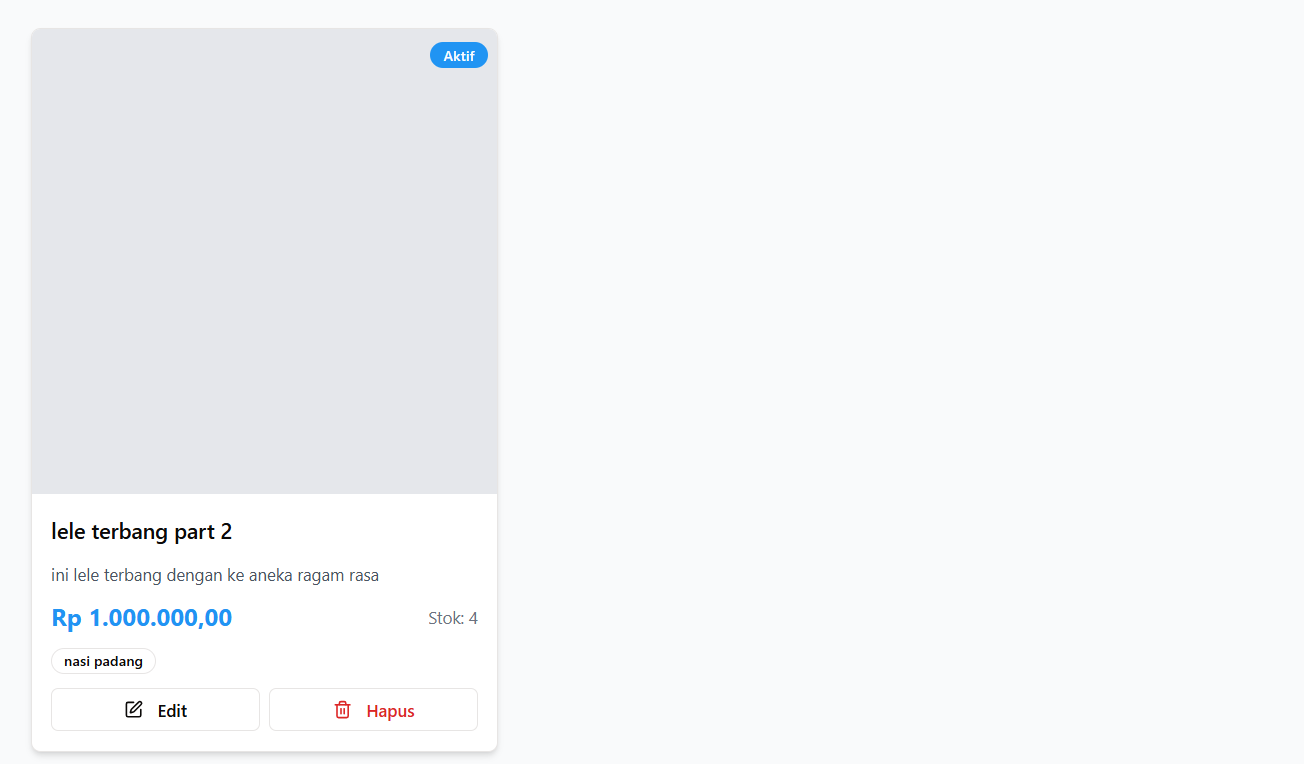 Aktif
lele terbang part 2
ini lele terbang dengan ke aneka ragam rasa
Rp 1.000.000,00
Stok: 4
nasi padang
Edit
Hapus